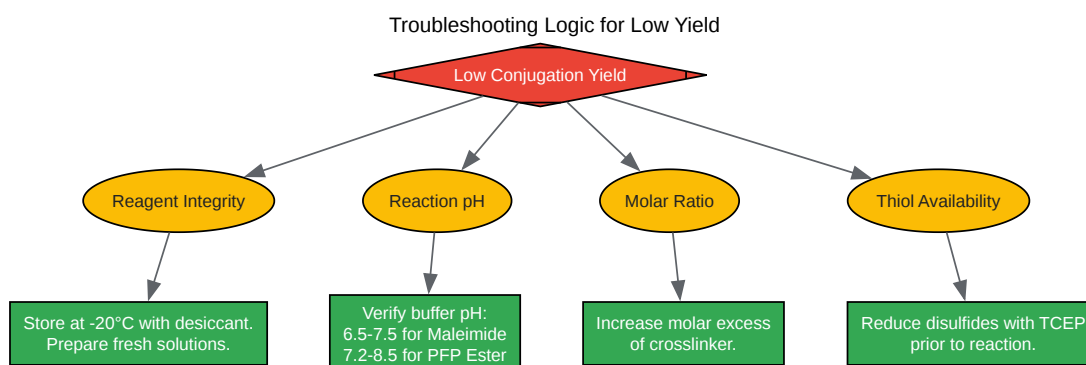 Troubleshooting Logic for Low Yield
Low Conjugation Yield
Reagent Integrity
Reaction pH
Molar Ratio
Thiol Availability
Store at -20°C with desiccant.
Prepare fresh solutions.
Verify buffer pH:
6.5-7.5 for Maleimide
7.2-8.5 for PFP Ester
Increase molar excess
of crosslinker.
Reduce disulfides with TCEP
prior to reaction.